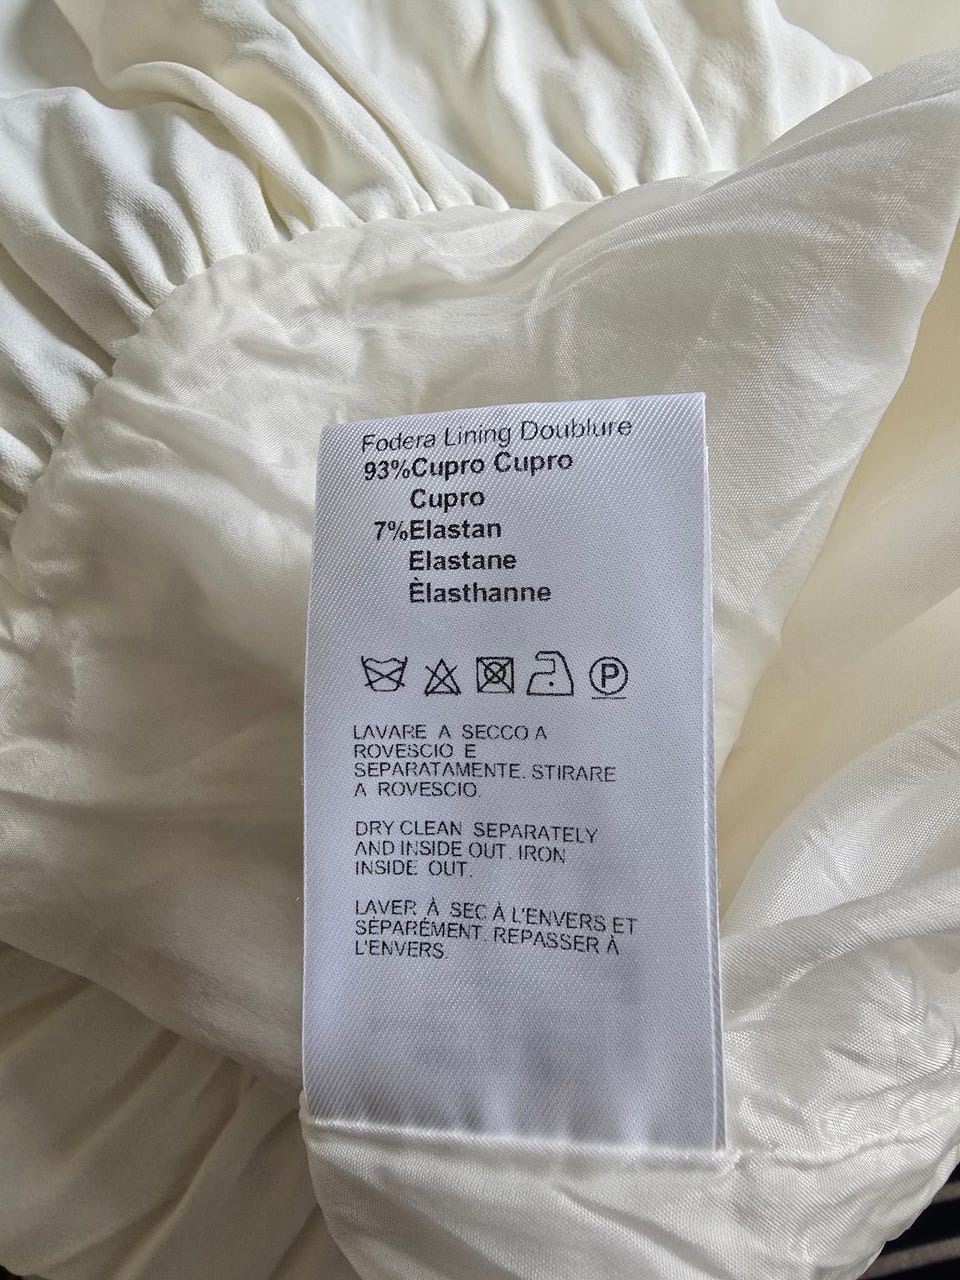 Fodera Lining Doublure
93%Cupro Cupro
Cupro
7%Elastan
Elastane
Èlasthanne
P
LAVARE A SECCO A
ROVESCIO E
SEPARATAMENTE. STIRARE
A ROVESCIO.
DRY CLEAN SEPARATELY
AND INSIDE OUT. IRON
INSIDE OUT.
LAVER À SEC À L'ENVERS ET
SÉPARÉMENT. REPASSER À
L'ENVERS.